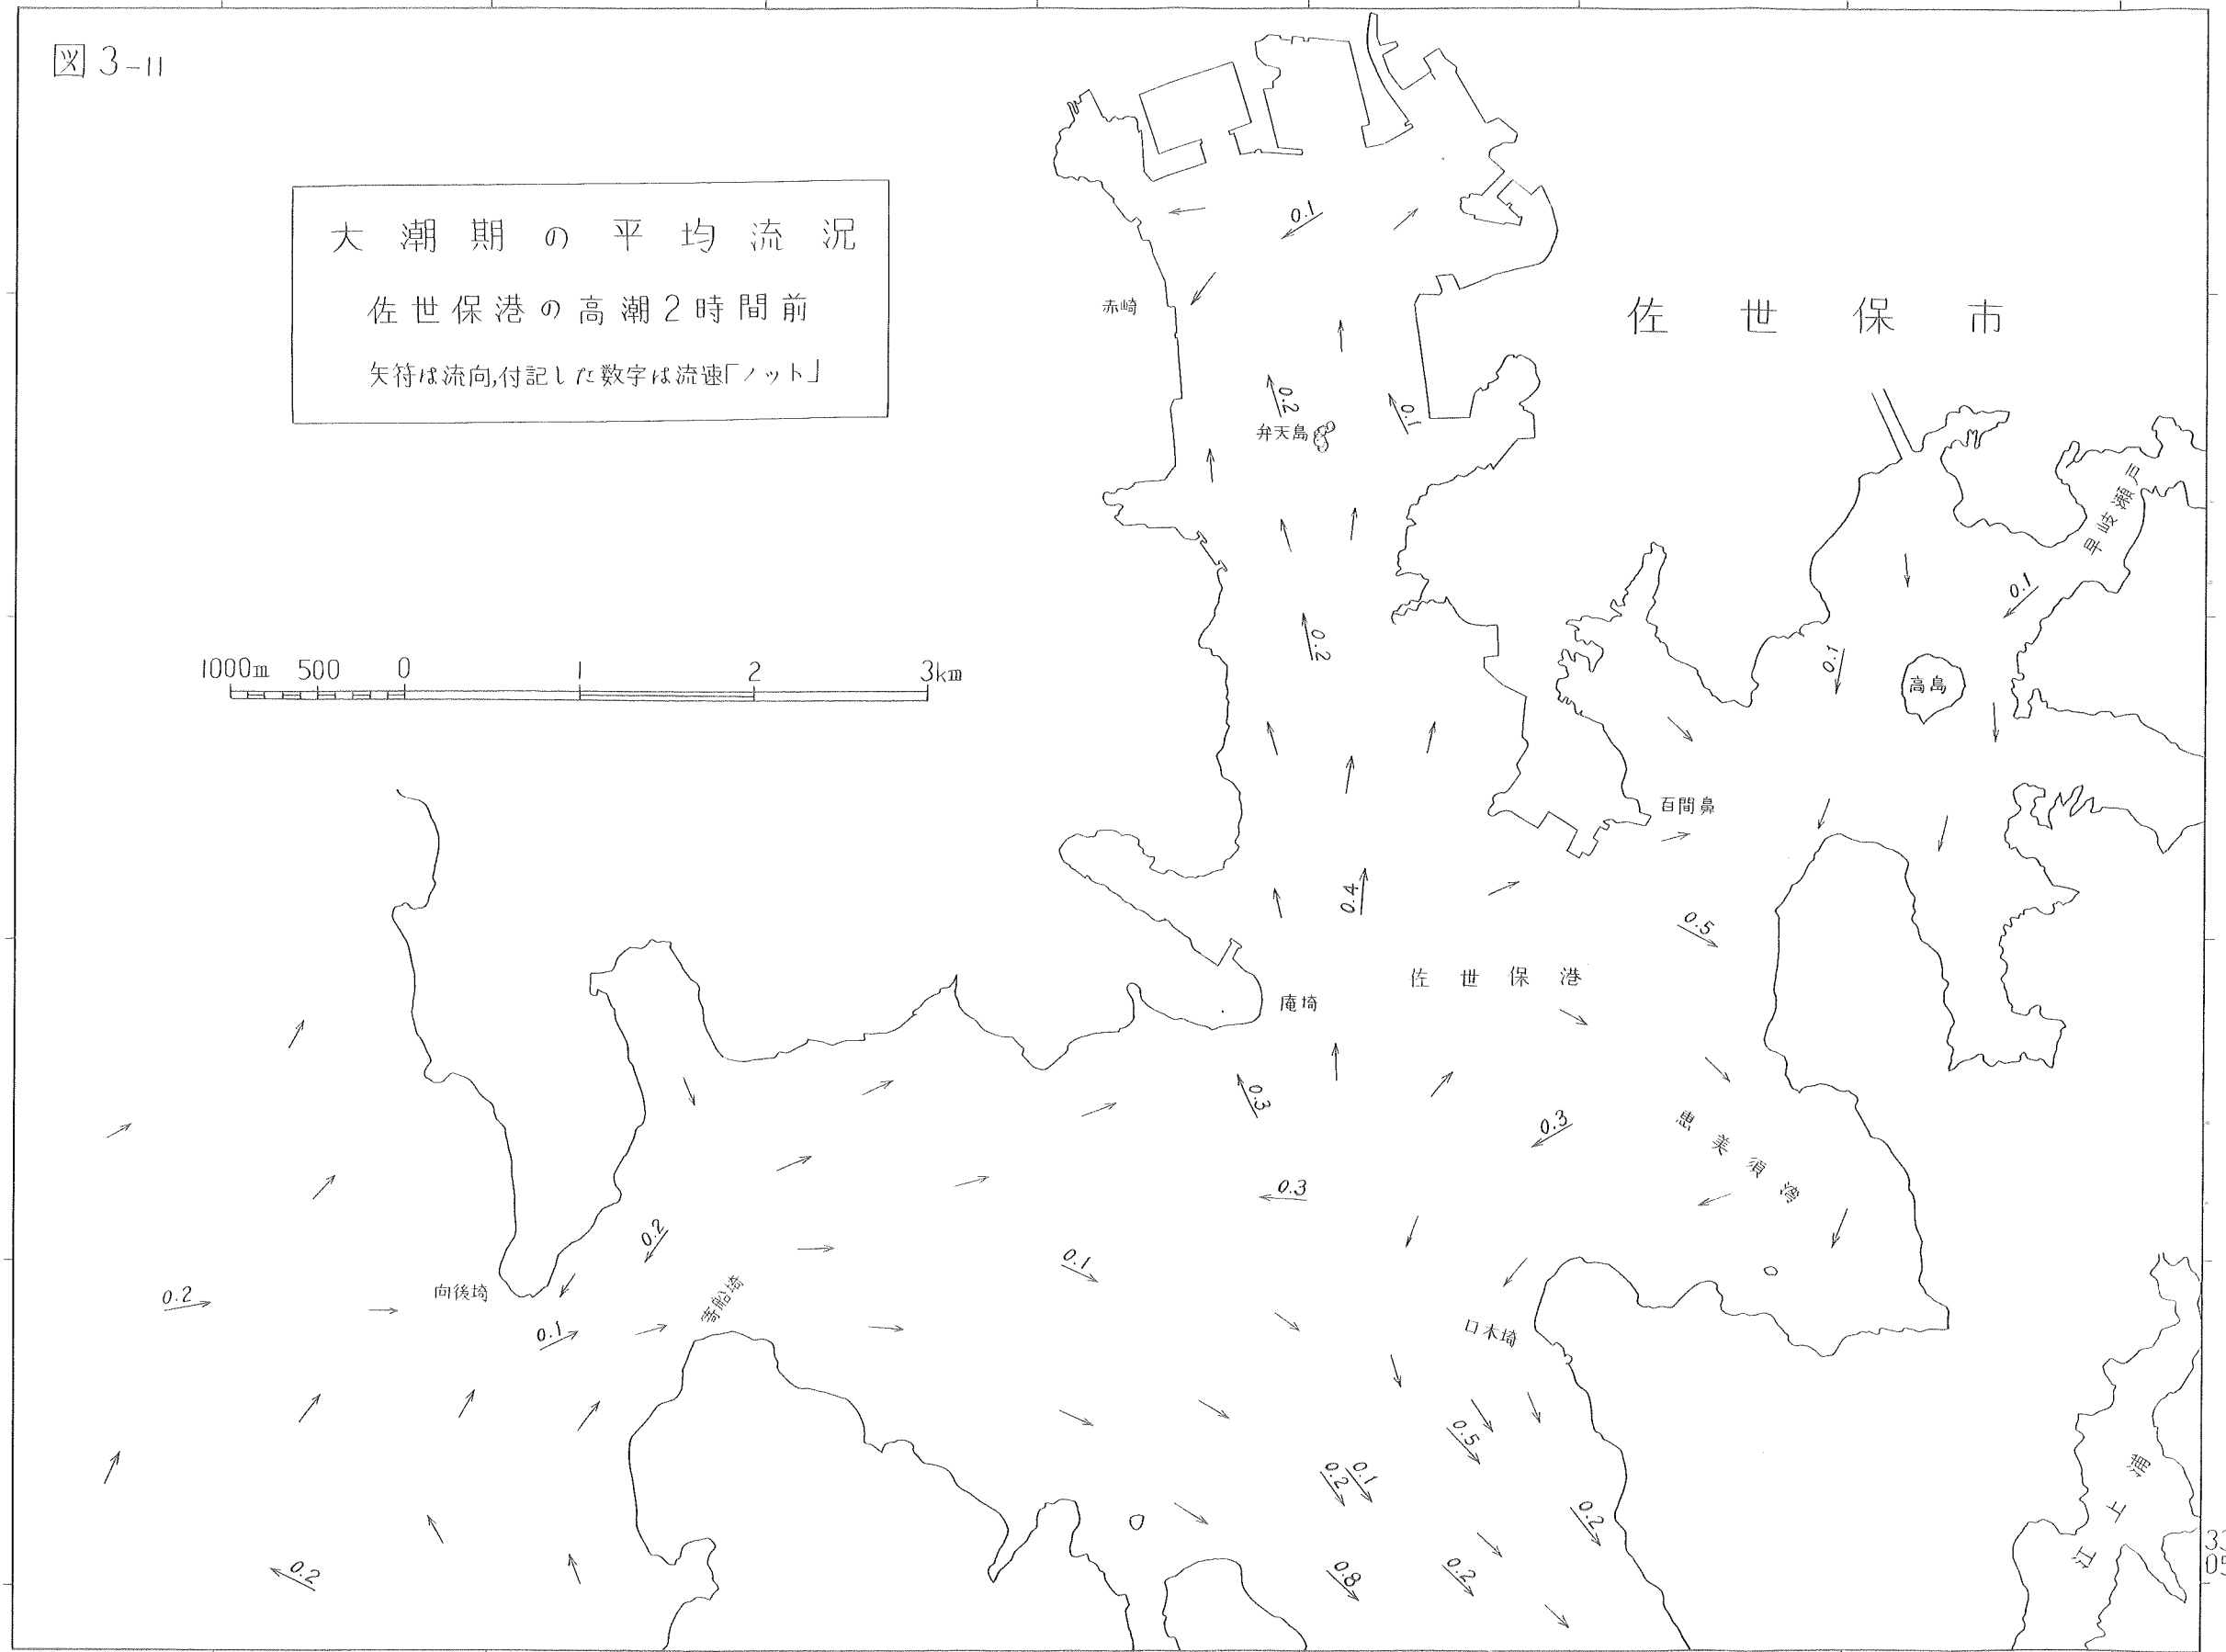 図3-11
大潮期の平均流況
佐世保港の高潮2時間前
矢符は流向,付記した数字は流速「ノット」
1000m 500 0 1 2 3km
0.1
赤崎
佐世保市
0.2
0.1
弁天島
早岐瀬戸
0.1
0.2
0.1
高島
百間鼻
0.4
0.5
佐世保港
庵埼
0.3
0.3
恵美須湾
0.3
0.2
0.1
向後埼
0.2
寄船埼
0.1
口木埼
0.5
0.2
0.1
0.2
0.2
0.8
0.2
江上浦